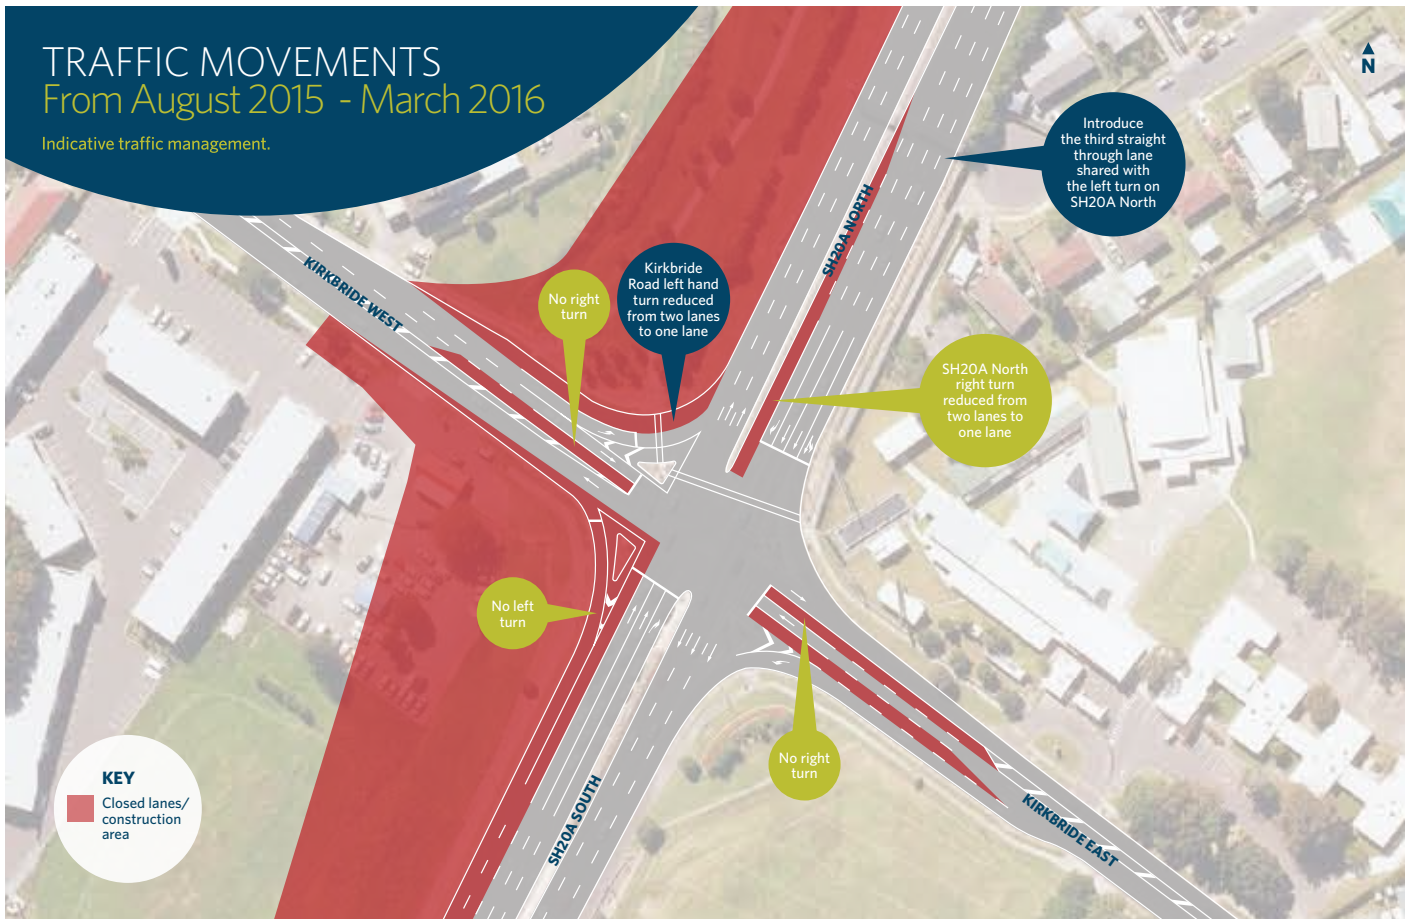 TRAFFIC MOVEMENTS
From August 2015 - March 2016
Indicative traffic management.
N
Introduce
the third straight
through lane
shared with
the left turn on
SH20A North
SH20A NORTH
KIRKBRIDE WEST
No right
turn
Kirkbride
Road left hand
turn reduced
from two lanes
to one lane
SH20A North
right turn
reduced from
two lanes to
one lane
No left
turn
No right
turn
SH20A SOUTH
KIRKBRIDE EAST
KEY
Closed lanes/
construction
area